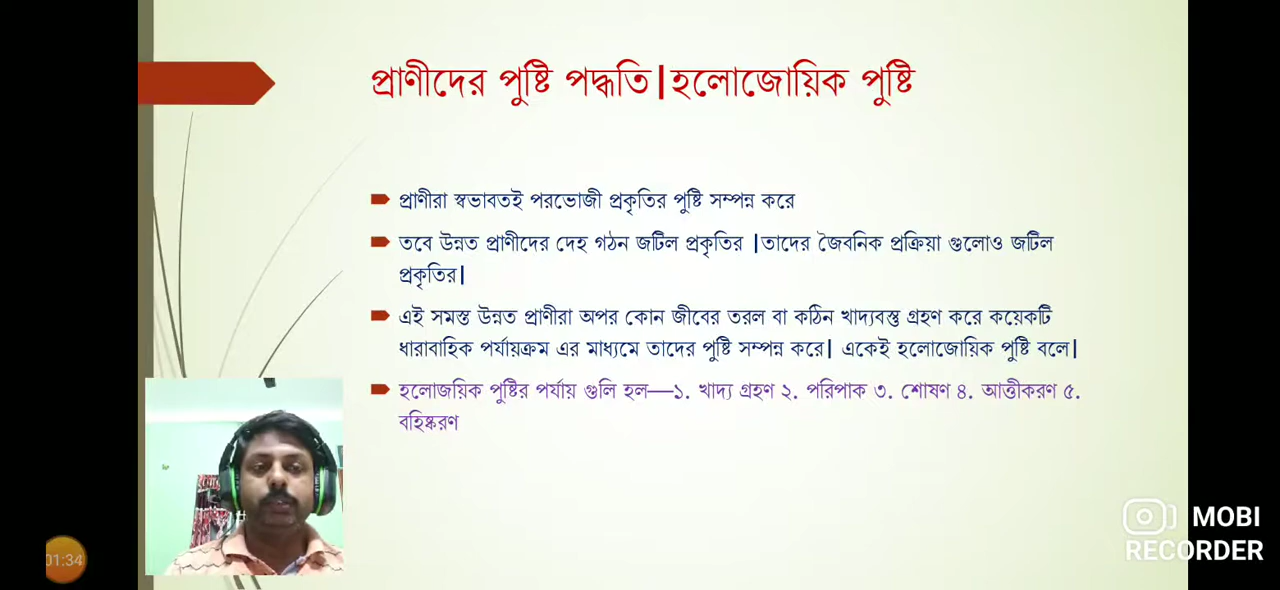 প্রাণীদের পুষ্টি পদ্ধতি|হলোজোয়িক পুষ্টি
প্রাণীরা স্বভাবতই পরভোজী প্রকৃতির পুষ্টি সম্পন্ন করে
তবে উন্নত প্রাণীদের দেহ গঠন জটিল প্রকৃতির |তাদের জৈবনিক প্রক্রিয়া গুলোও জটিল
প্রকৃতির|
এই সমস্ত উন্নত প্রাণীরা অপর কোন জীবের তরল বা কঠিন খাদ্যবস্তু গ্রহণ করে কয়েকটি
ধারাবাহিক পর্যায়ক্রম এর মাধ্যমে তাদের পুষ্টি সম্পন্ন করে| একেই হলোজোয়িক পুষ্টি বলে|
হলোজয়িক পুষ্টির পর্যায় গুলি হল—১. খাদ্য গ্রহণ ২. পরিপাক ৩. শোষণ ৪. আত্তীকরণ ৫.
বহিষ্করণ
01:34
MOBI
RECORDER